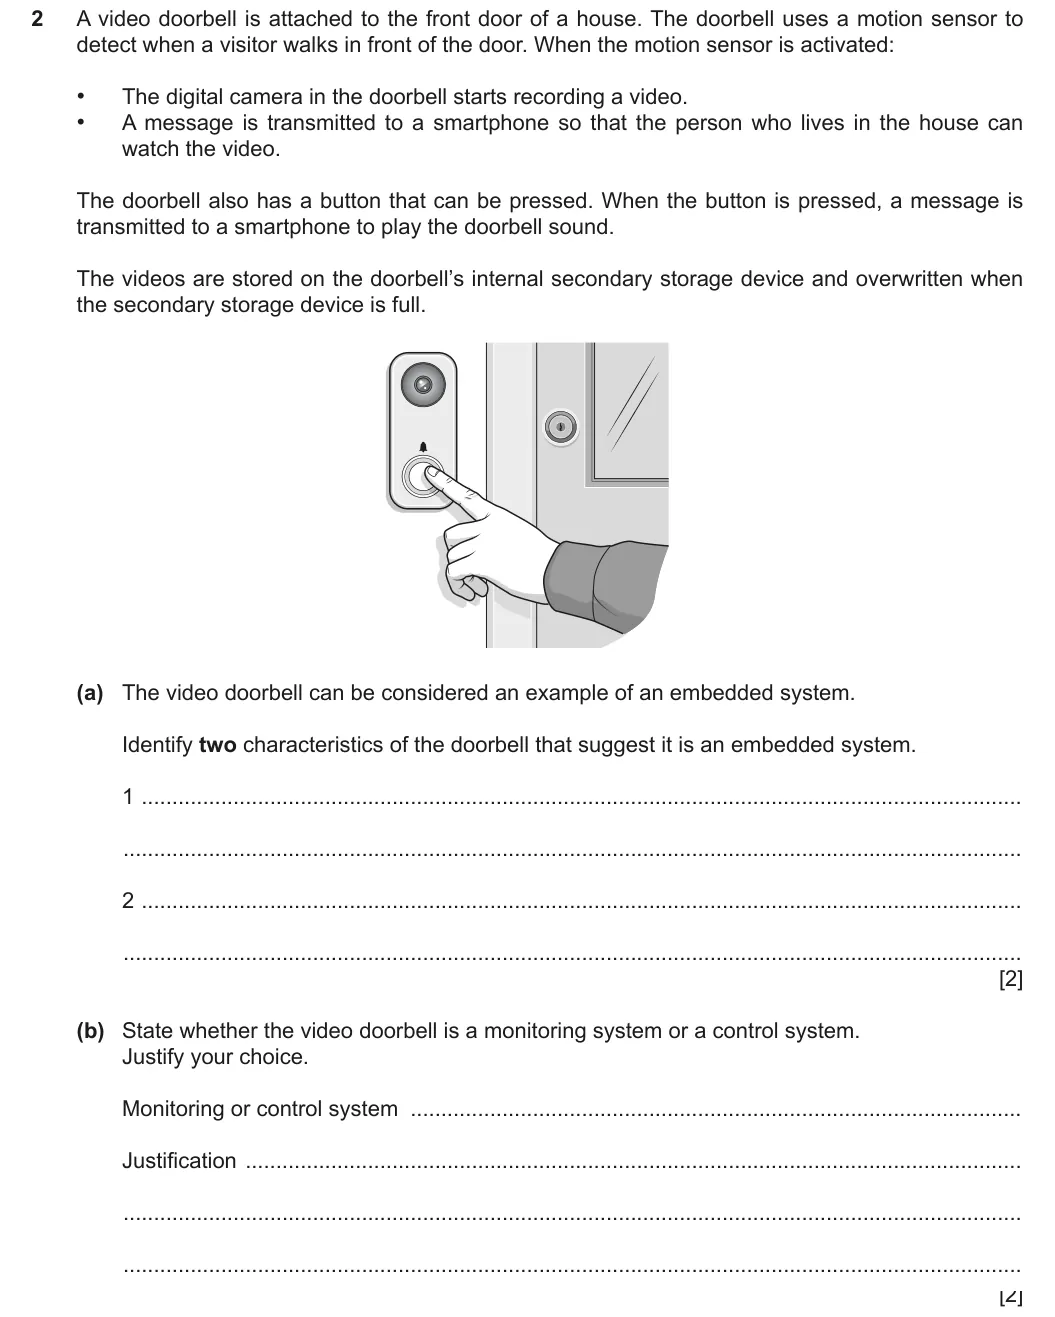 2 A video doorbell is attached to the front door of a house. The doorbell uses a motion sensor to
detect when a visitor walks in front of the door. When the motion sensor is activated:
• The digital camera in the doorbell starts recording a video.
• A message is transmitted to a smartphone so that the person who lives in the house can
watch the video.
The doorbell also has a button that can be pressed. When the button is pressed, a message is
transmitted to a smartphone to play the doorbell sound.
The videos are stored on the doorbell’s internal secondary storage device and overwritten when
the secondary storage device is full.
(a) The video doorbell can be considered an example of an embedded system.
Identify two characteristics of the doorbell that suggest it is an embedded system.
1 ................................................................................................................................................
...................................................................................................................................................
2 ................................................................................................................................................
...................................................................................................................................................
[2]
(b) State whether the video doorbell is a monitoring system or a control system.
Justify your choice.
Monitoring or control system ....................................................................................................
Justification ...............................................................................................................................
...................................................................................................................................................
...................................................................................................................................................
[2]